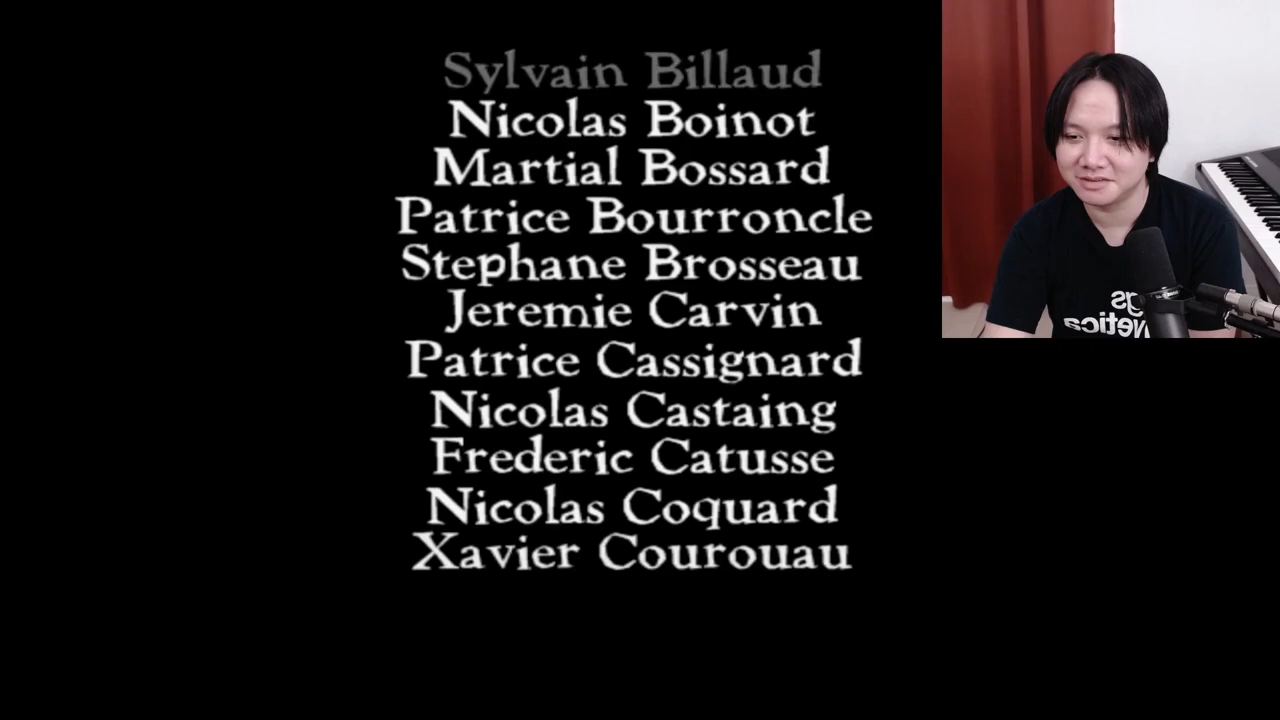 Sylvain Billaud
Nicolas Boinot
Martial Bossard
Patrice Bourroncle
Stephane Brosseau
Jeremie Carvin
Patrice Cassignard
Nicolas Castaing
Frederic Catusse
Nicolas Coquard
Xavier Courouau